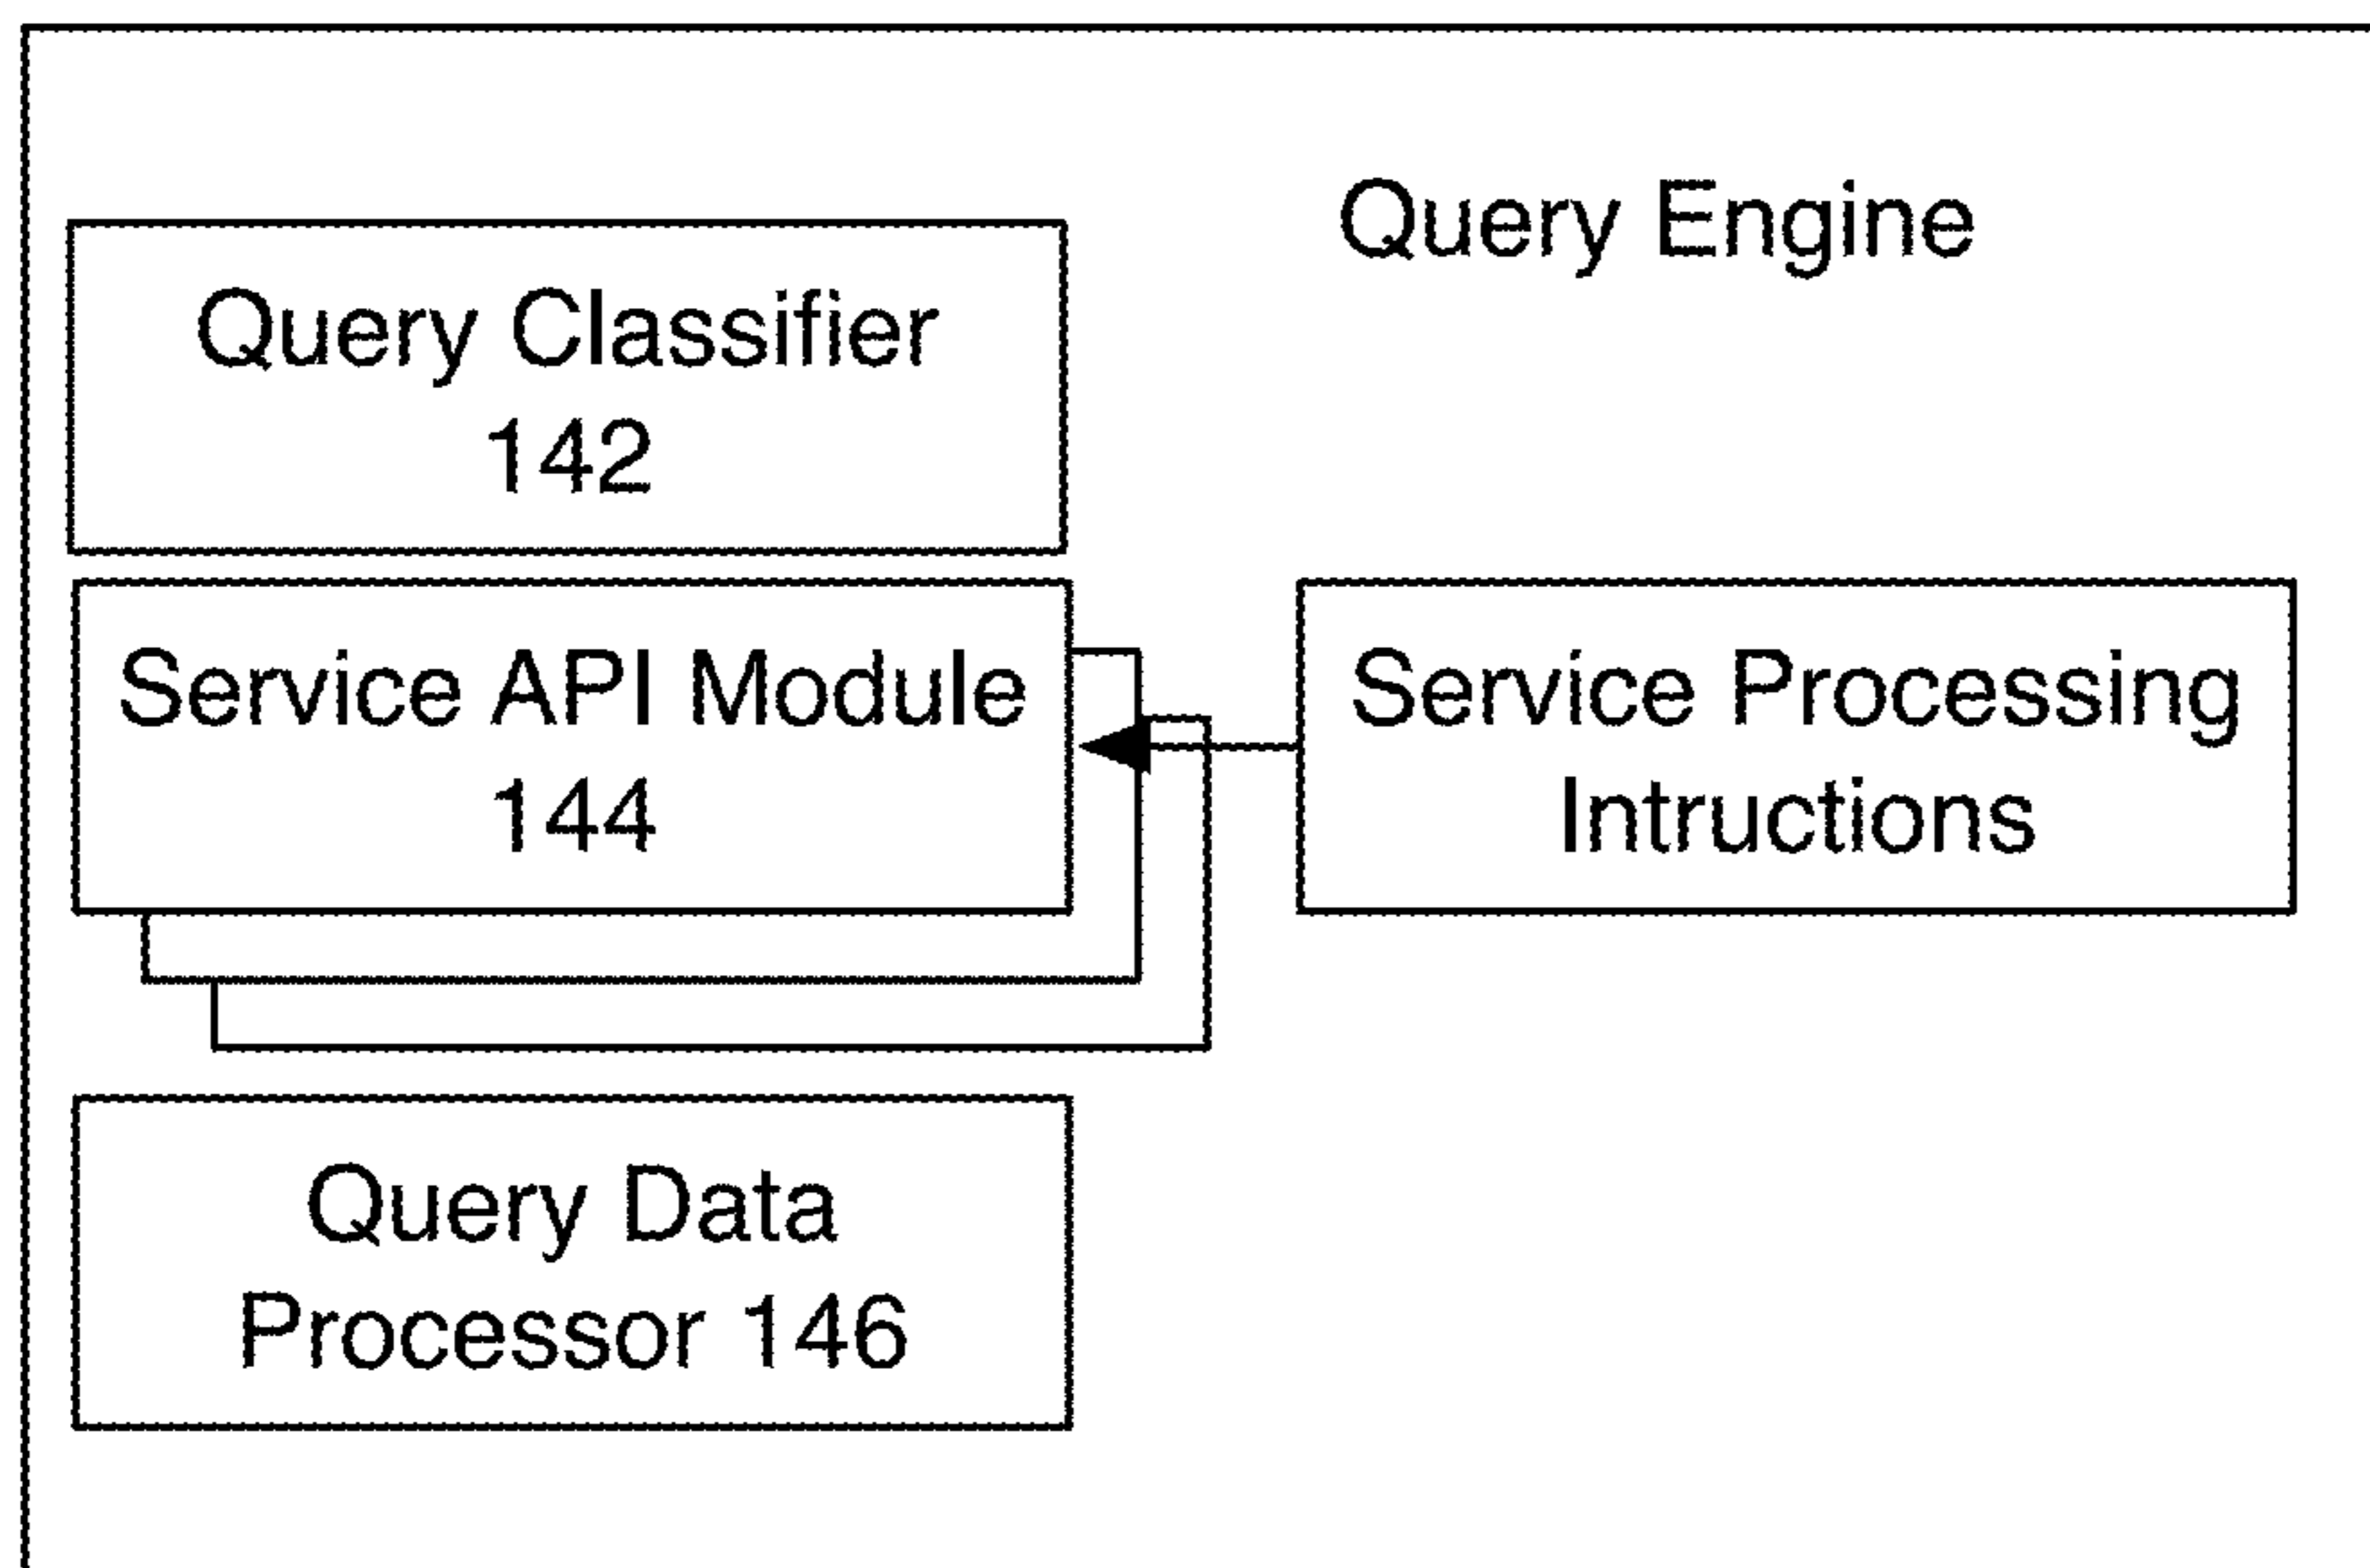 Query Engine
Query Classifier
142
Service API Module
144
Service Processing
Intructions
Query Data
Processor 146